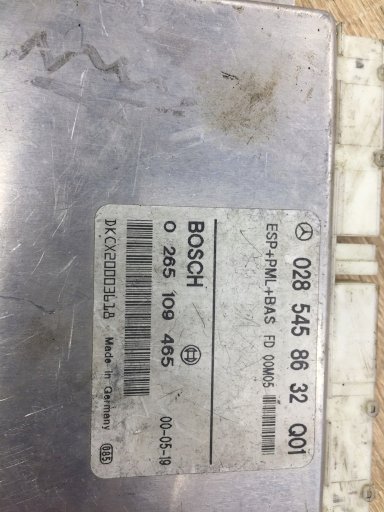 028 545 86 32 Q01
ESP+PML+BAS FD 00M05
BOSCH
0 265 109 465 00-05-19
DKCX20003618 Made in Germany 085